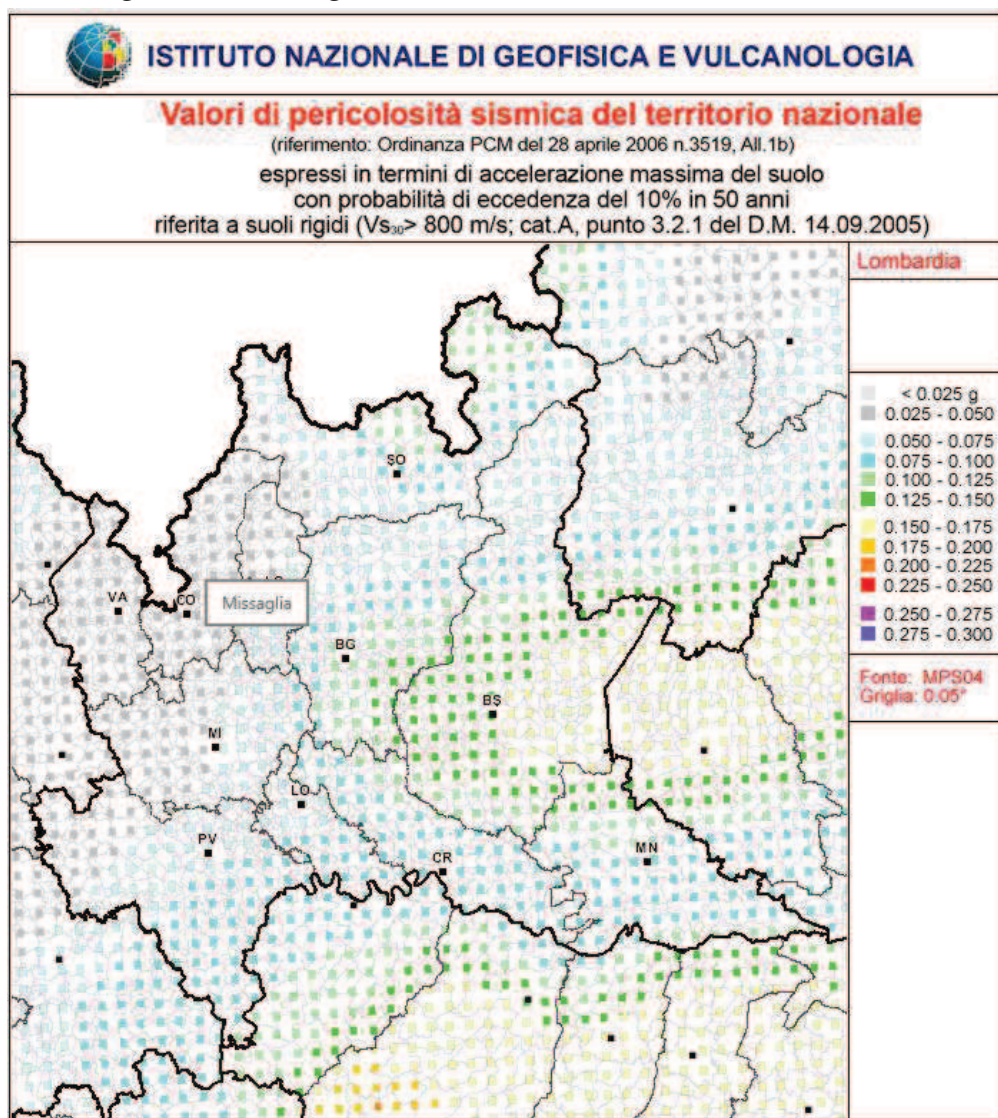 ISTITUTO NAZIONALE DI GEOFISICA E VULCANOLOGIA
Valori di pericolosità sismica del territorio nazionale
(riferimento: Ordinanza PCM del 28 aprile 2006 n.3519, All.1b)
espressi in termini di accelerazione massima del suolo
con probabilità di eccedenza del 10% in 50 anni
riferita a suoli rigidi (Vs30> 800 m/s; cat.A, punto 3.2.1 del D.M. 14.09.2005)
Lombardia
< 0.025 g
0.025 - 0.050
0.050 - 0.075
0.075 - 0.100
0.100 - 0.125
0.125 - 0.150
0.150 - 0.175
0.175 - 0.200
0.200 - 0.225
0.225 - 0.250
0.250 - 0.275
0.275 - 0.300
Fonte: MPS04
Griglia: 0.05°
SO
VA
CO
Missaglia
BG
BS
MI
LO
PV
CR
MN